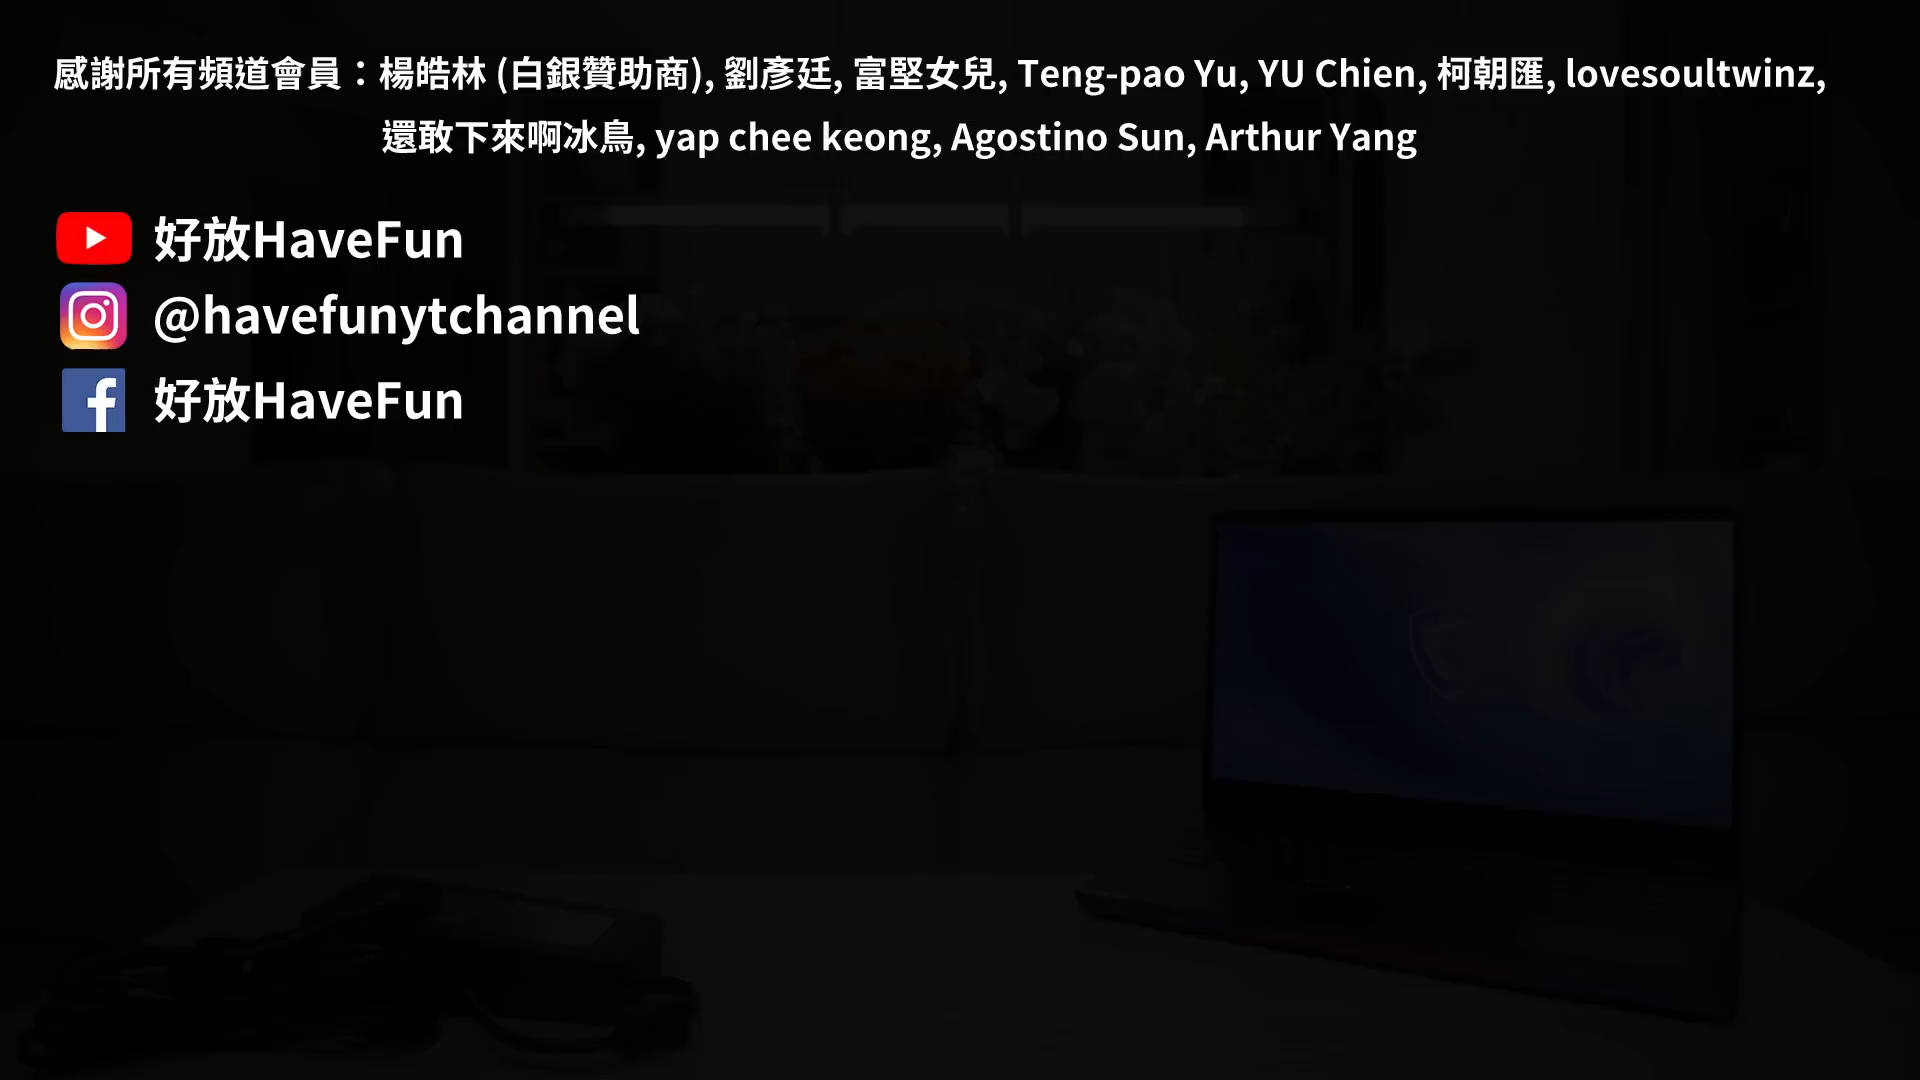 感謝所有頻道會員：楊皓林 (白銀贊助商), 劉彥廷, 富堅女兒, Teng-pao Yu, YU Chien, 柯朝匯, lovesoultwinz,
還敢下來啊冰鳥, yap chee keong, Agostino Sun, Arthur Yang
好放HaveFun
@havefunytchannel
好放HaveFun